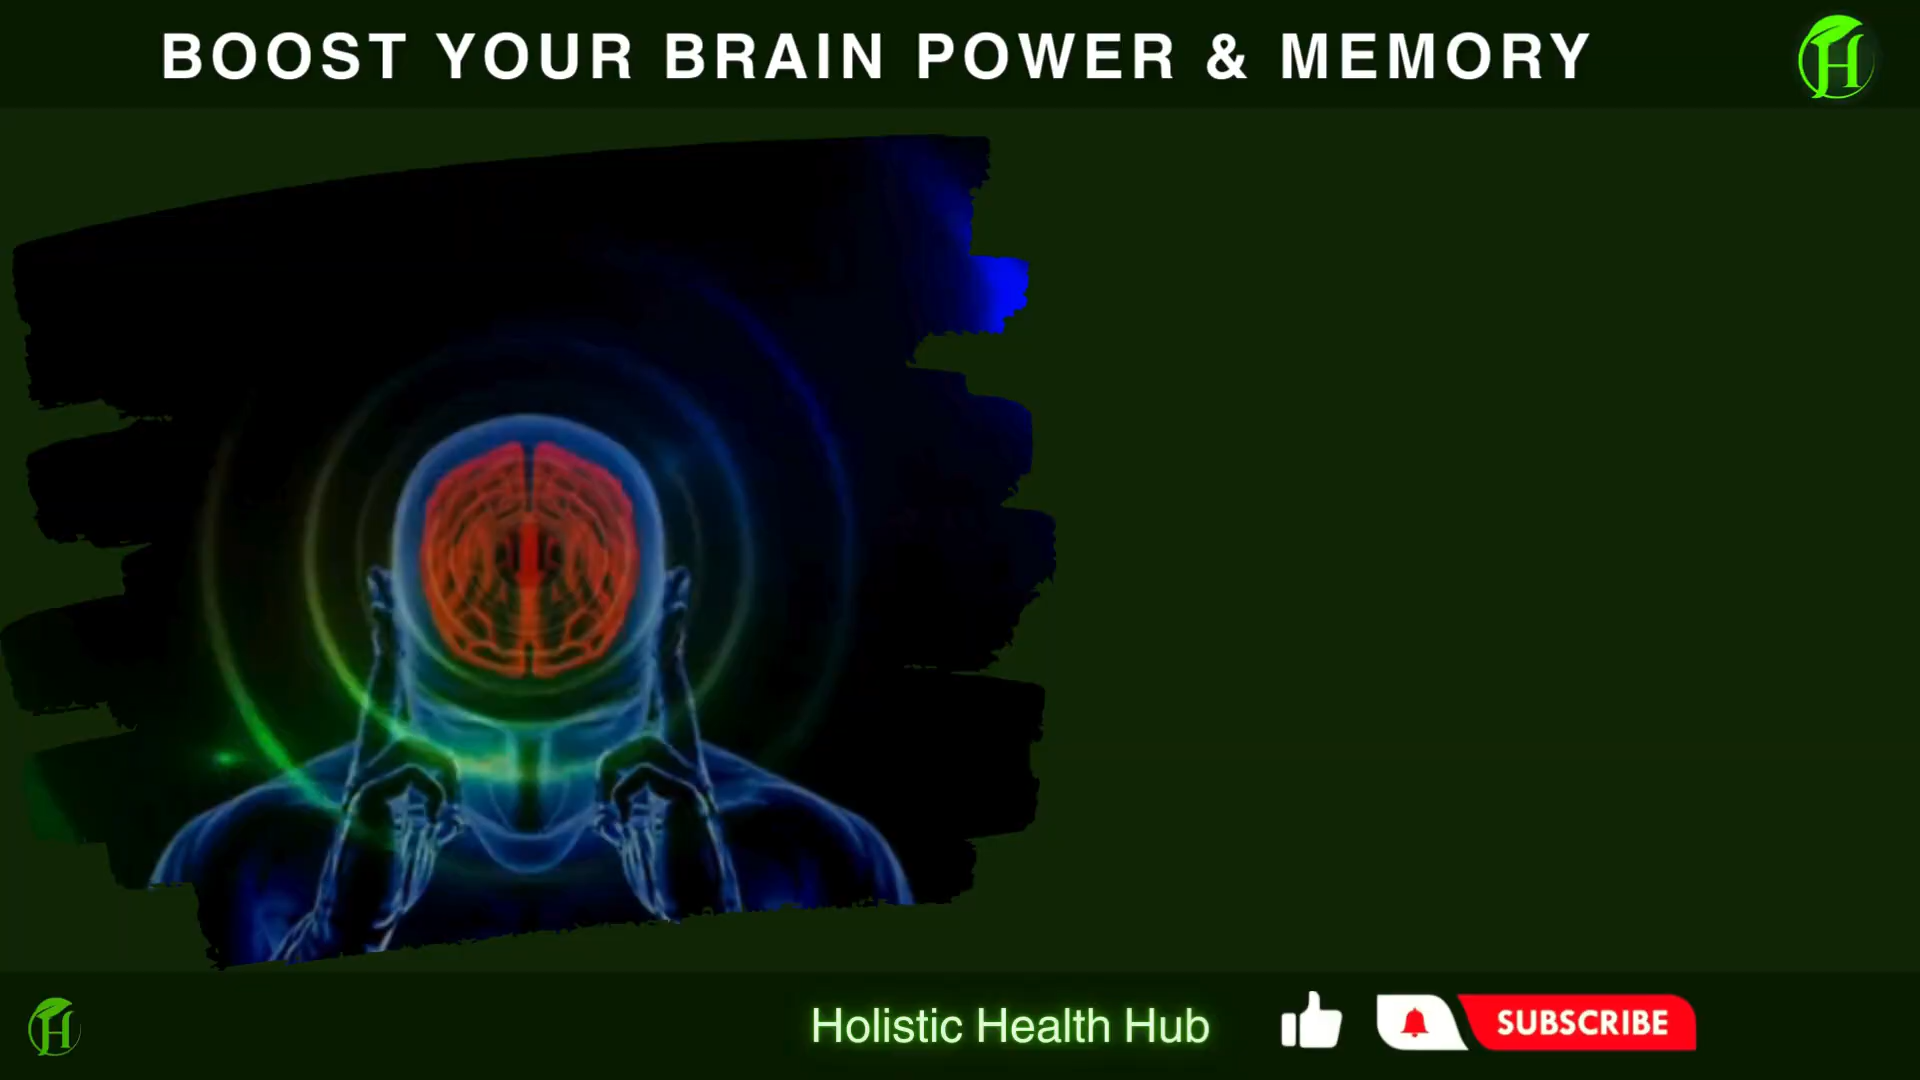 BOOST YOUR BRAIN POWER & MEMORY
H
H
Holistic Health Hub
SUBSCRIBE